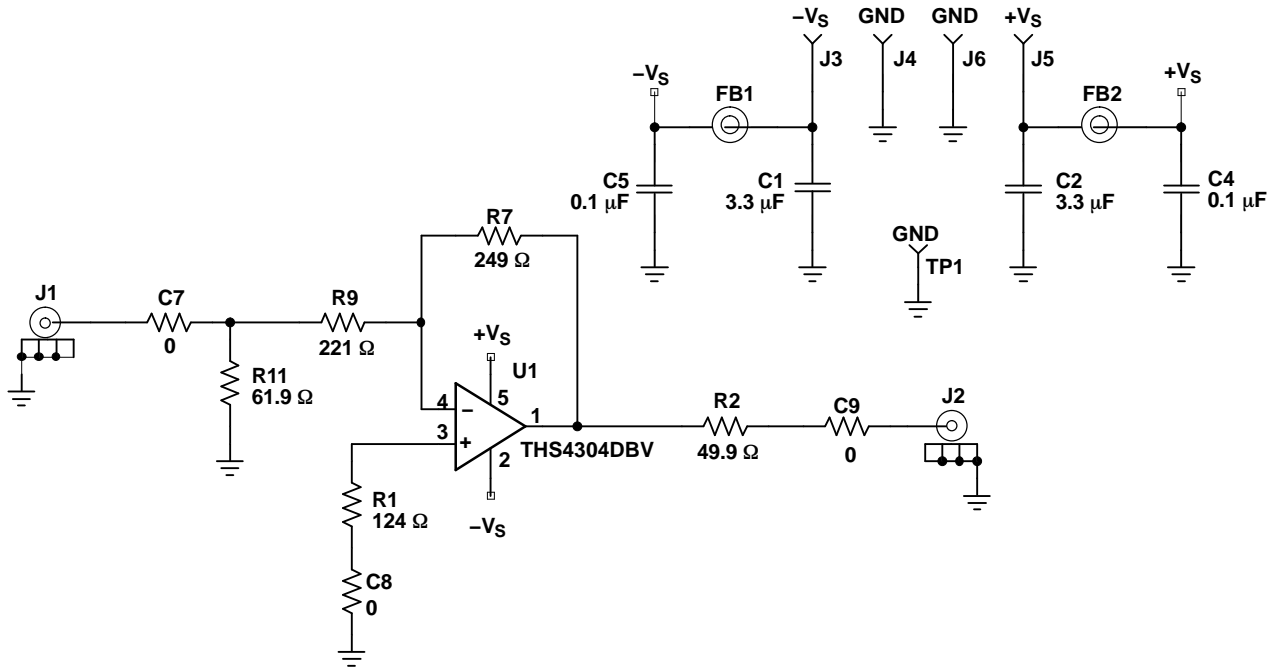 −VS
GND
GND
+VS
J3
J4
J6
J5
−VS
FB1
FB2
+VS
C5
0.1 μF
C1
3.3 μF
C2
3.3 μF
C4
0.1 μF
GND
TP1
R7
249 Ω
J1
C7
0
R9
221 Ω
R11
61.9 Ω
+VS
U1
5
4
−
3
+
1
2
THS4304DBV
−VS
R2
49.9 Ω
C9
0
J2
R1
124 Ω
C8
0